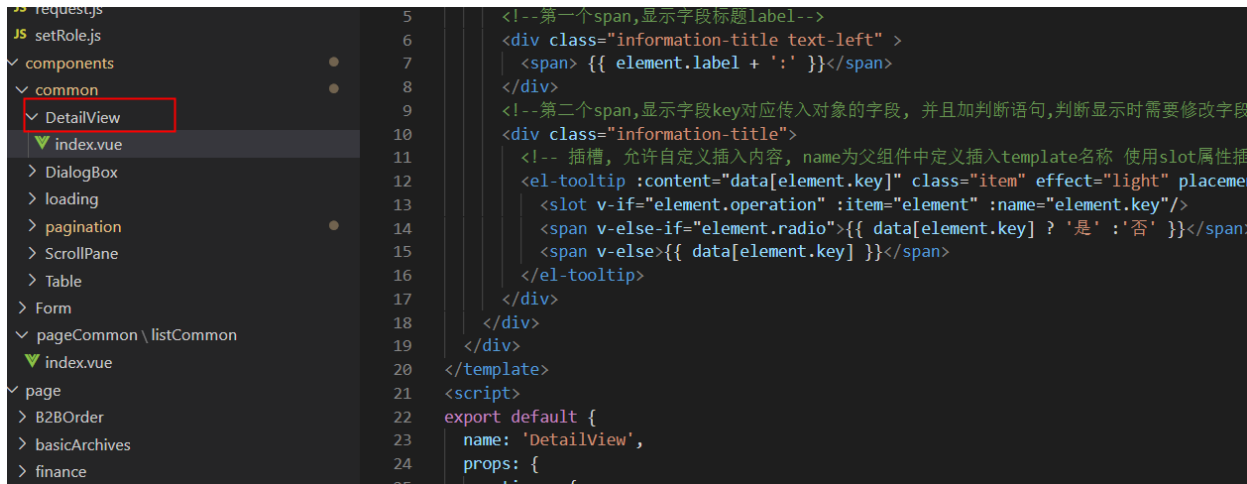 JS request.js
JS setRole.js
components
common
DetailView
index.vue
DialogBox
loading
pagination
ScrollPane
Table
Form
pageCommon \ listCommon
index.vue
page
B2BOrder
basicArchives
finance
5 <!--第一个span,显示字段标题label-->
6 <div class="information-title text-left" >
7 <span> {{ element.label + ':' }}</span>
8 </div>
9 <!--第二个span,显示字段key对应传入对象的字段, 并且加判断语句,判断显示时需要修改字段
10 <div class="information-title">
11 <!-- 插槽, 允许自定义插入内容, name为父组件中定义插入template名称 使用slot属性插
12 <el-tooltip :content="data[element.key]" class="item" effect="light" placemen
13 <slot v-if="element.operation" :item="element" :name="element.key"/>
14 <span v-else-if="element.radio">{{ data[element.key] ? '是' :'否' }}</span>
15 <span v-else>{{ data[element.key] }}</span>
16 </el-tooltip>
17 </div>
18 </div>
19 </div>
20 </template>
21 <script>
22 export default {
23 name: 'DetailView',
24 props: {